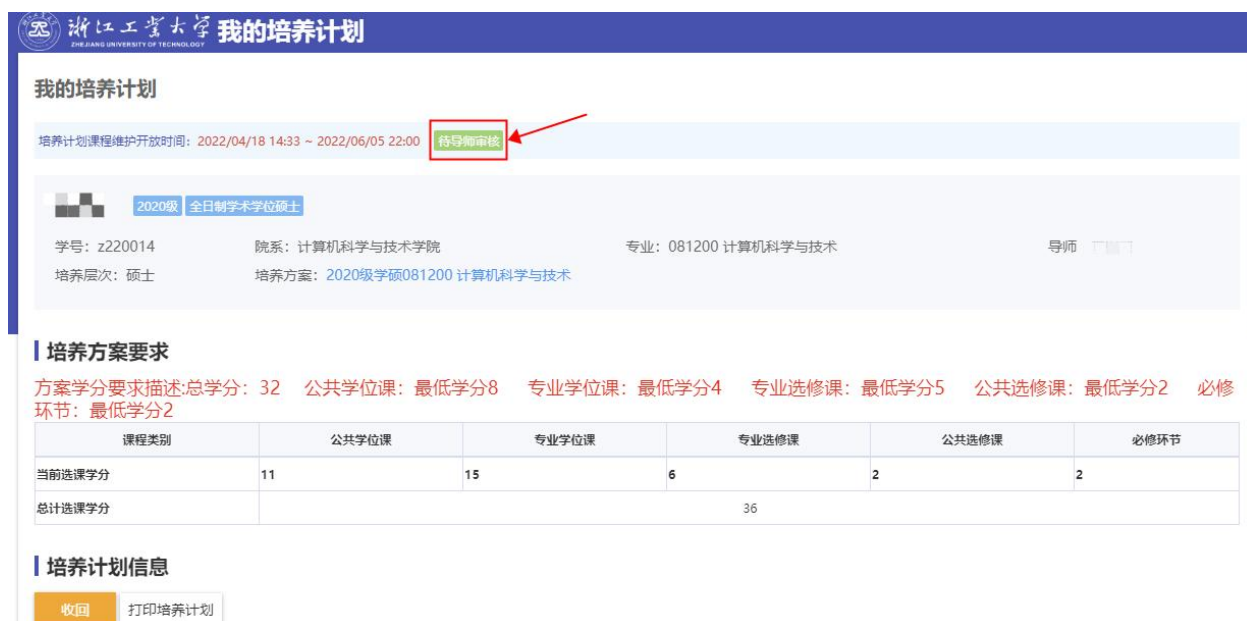 浙江工业大学 我的培养计划
ZHEJIANG UNIVERSITY OF TECHNOLOGY
我的培养计划
培养计划课程维护开放时间：2022/04/18 14:33 ~ 2022/06/05 22:00 待导师审核
2020级 全日制学术学位硕士
学号：z220014 院系：计算机科学与技术学院 专业：081200 计算机科学与技术 导师
培养层次：硕士 培养方案：2020级学硕081200 计算机科学与技术
培养方案要求
方案学分要求描述:总学分：32 公共学位课：最低学分8 专业学位课：最低学分4 专业选修课：最低学分5 公共选修课：最低学分2 必修
环节：最低学分2
课程类别 公共学位课 专业学位课 专业选修课 公共选修课 必修环节
当前选课学分 11 15 6 2 2
总计选课学分 36
培养计划信息
收回 打印培养计划